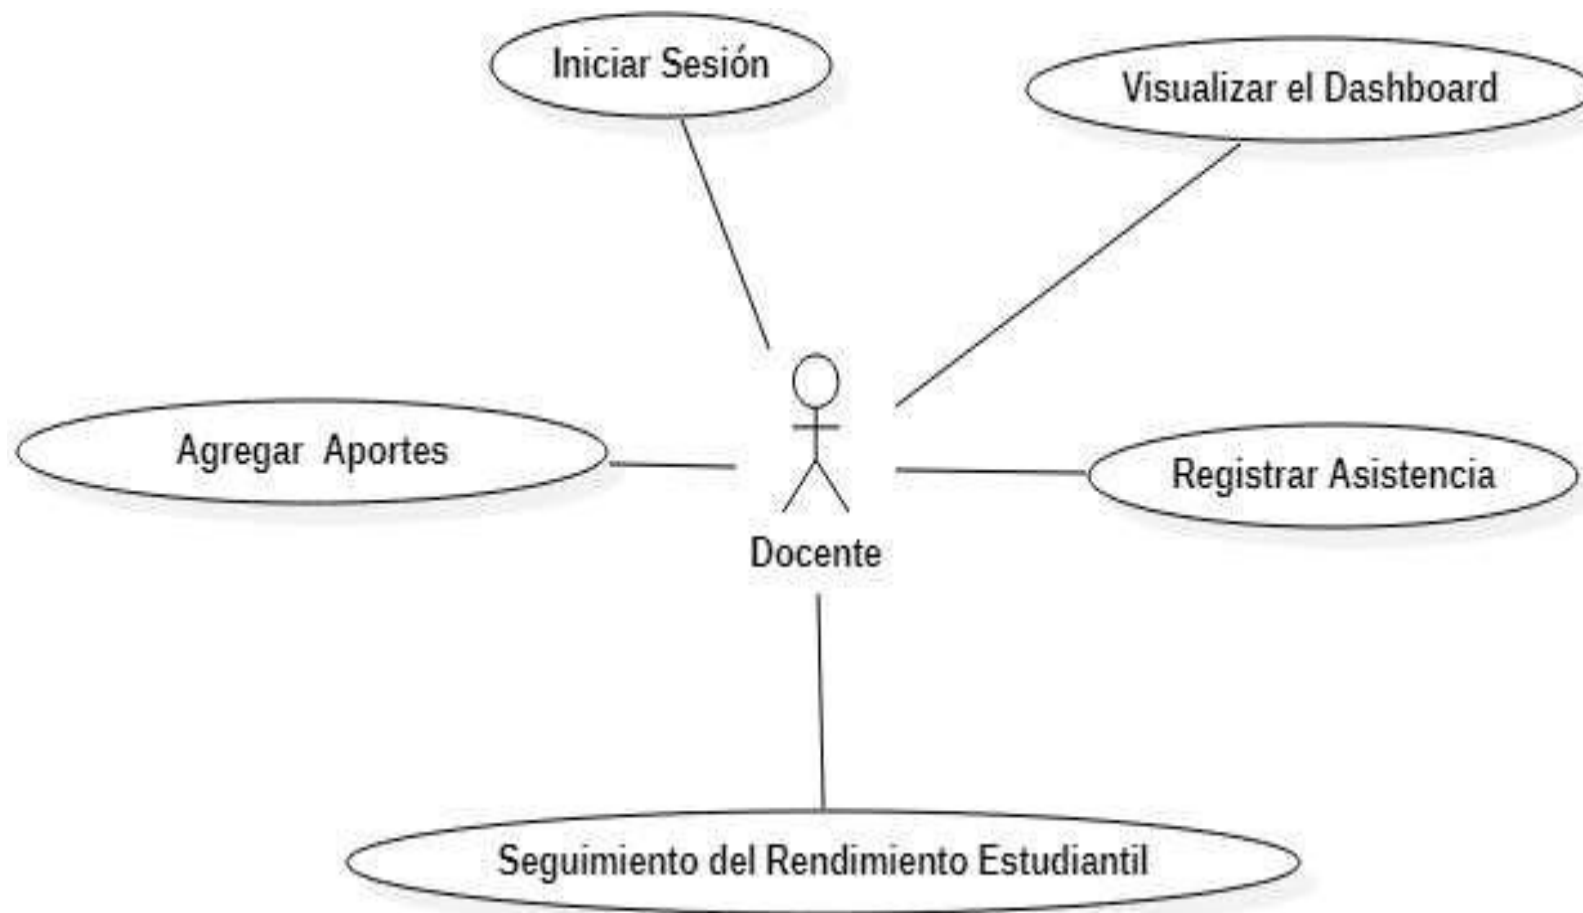 Iniciar Sesión
Visualizar el Dashboard
Agregar  Aportes
Registrar Asistencia
Docente
Seguimiento del Rendimiento Estudiantil